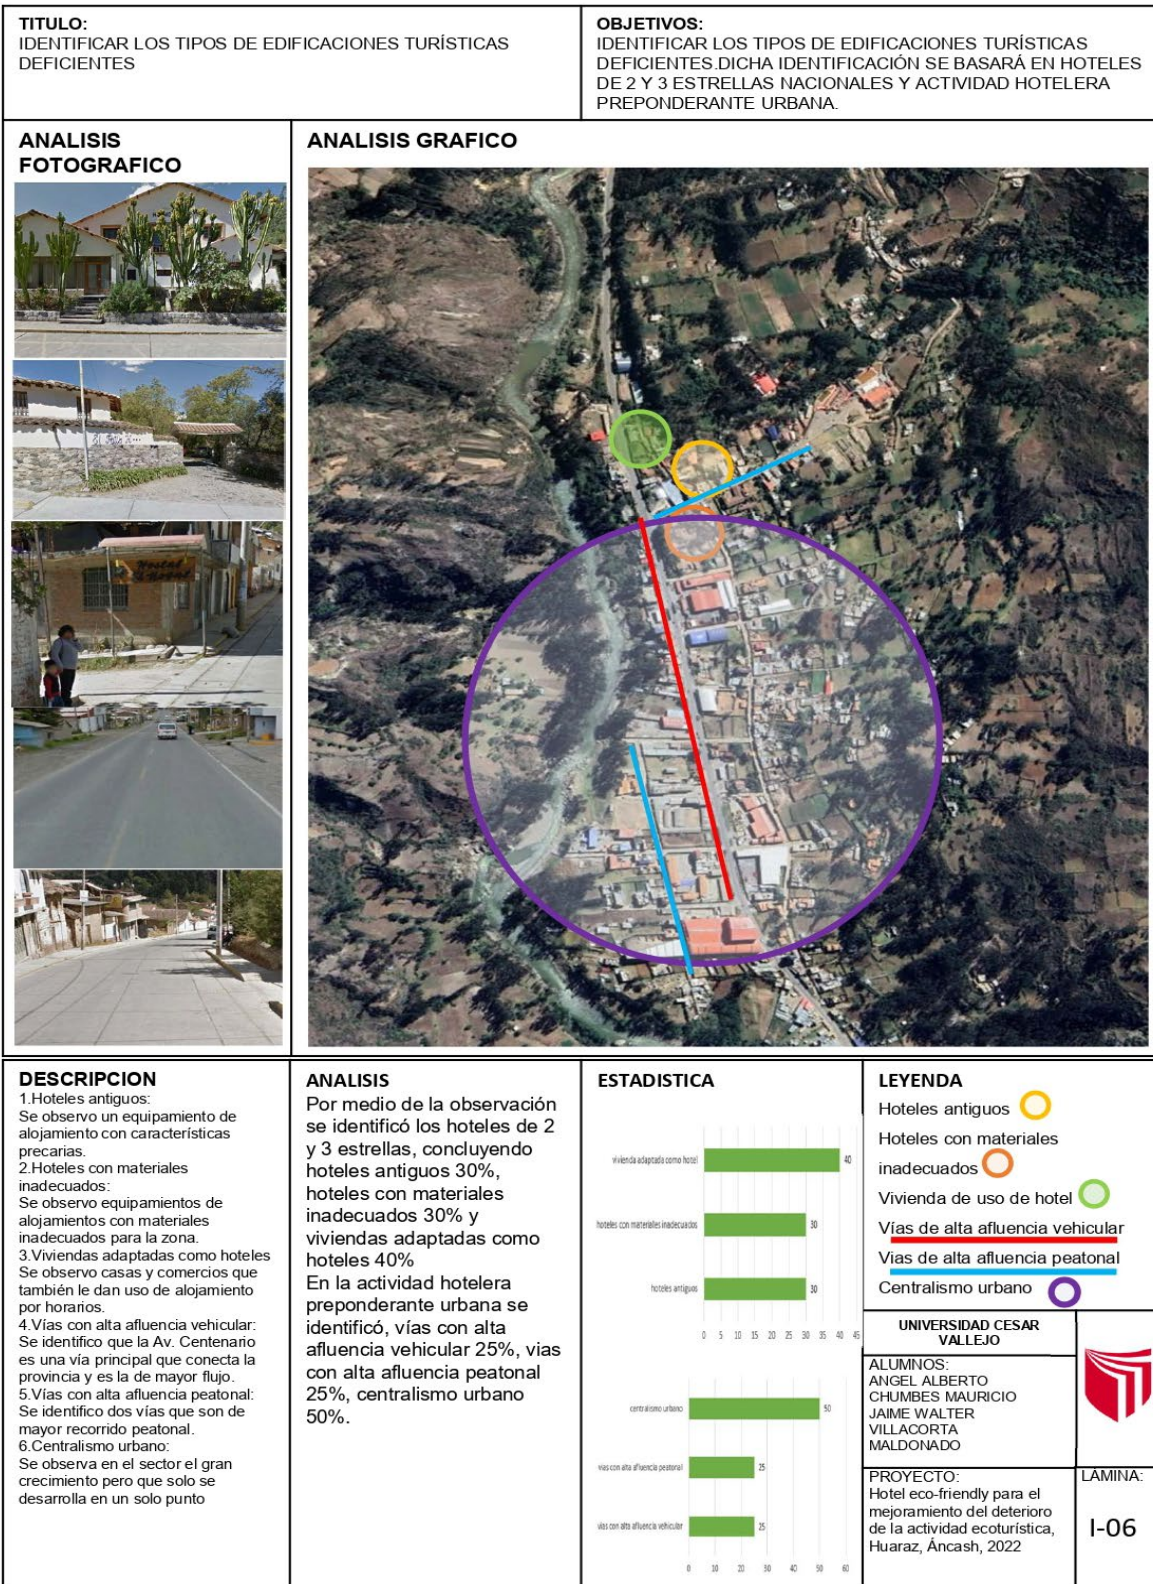 TITULO:
IDENTIFICAR LOS TIPOS DE EDIFICACIONES TURÍSTICAS
DEFICIENTES
OBJETIVOS:
IDENTIFICAR LOS TIPOS DE EDIFICACIONES TURÍSTICAS
DEFICIENTES.DICHA IDENTIFICACIÓN SE BASARÁ EN HOTELES
DE 2 Y 3 ESTRELLAS NACIONALES Y ACTIVIDAD HOTELERA
PREPONDERANTE URBANA.
ANALISIS
FOTOGRAFICO
Hostal
ANALISIS GRAFICO
DESCRIPCION
1.Hoteles antiguos:
Se observo un equipamiento de
alojamiento con características
precarias.
2.Hoteles con materiales
inadecuados:
Se observo equipamientos de
alojamientos con materiales
inadecuados para la zona.
3.Viviendas adaptadas como hoteles
Se observo casas y comercios que
también le dan uso de alojamiento
por horarios.
4.Vías con alta afluencia vehicular:
Se identifico que la Av. Centenario
es una vía principal que conecta la
provincia y es la de mayor flujo.
5.Vías con alta afluencia peatonal:
Se identifico dos vías que son de
mayor recorrido peatonal.
6.Centralismo urbano:
Se observa en el sector el gran
crecimiento pero que solo se
desarrolla en un solo punto
ANALISIS
Por medio de la observación
se identificó los hoteles de 2
y 3 estrellas, concluyendo
hoteles antiguos 30%,
hoteles con materiales
inadecuados 30% y
viviendas adaptadas como
hoteles 40%
En la actividad hotelera
preponderante urbana se
identificó, vías con alta
afluencia vehicular 25%, vias
con alta afluencia peatonal
25%, centralismo urbano
50%.
ESTADISTICA
vivienda adaptada como hotel 40
hoteles con materiales inadecuados 30
hoteles antiguos 30
0 5 10 15 20 25 30 35 40 45
centralismo urbano 50
vias con alta afluencia peatonal 25
vias con alta afluencia vehicular 25
0 10 20 30 40 50 60
LEYENDA
Hoteles antiguos
Hoteles con materiales
inadecuados
Vivienda de uso de hotel
Vías de alta afluencia vehicular
Vias de alta afluencia peatonal
Centralismo urbano
UNIVERSIDAD CESAR
VALLEJO
ALUMNOS:
ANGEL ALBERTO
CHUMBES MAURICIO
JAIME WALTER
VILLACORTA
MALDONADO
PROYECTO:
Hotel eco-friendly para el
mejoramiento del deterioro
de la actividad ecoturística,
Huaraz, Áncash, 2022
LÁMINA:
I-06